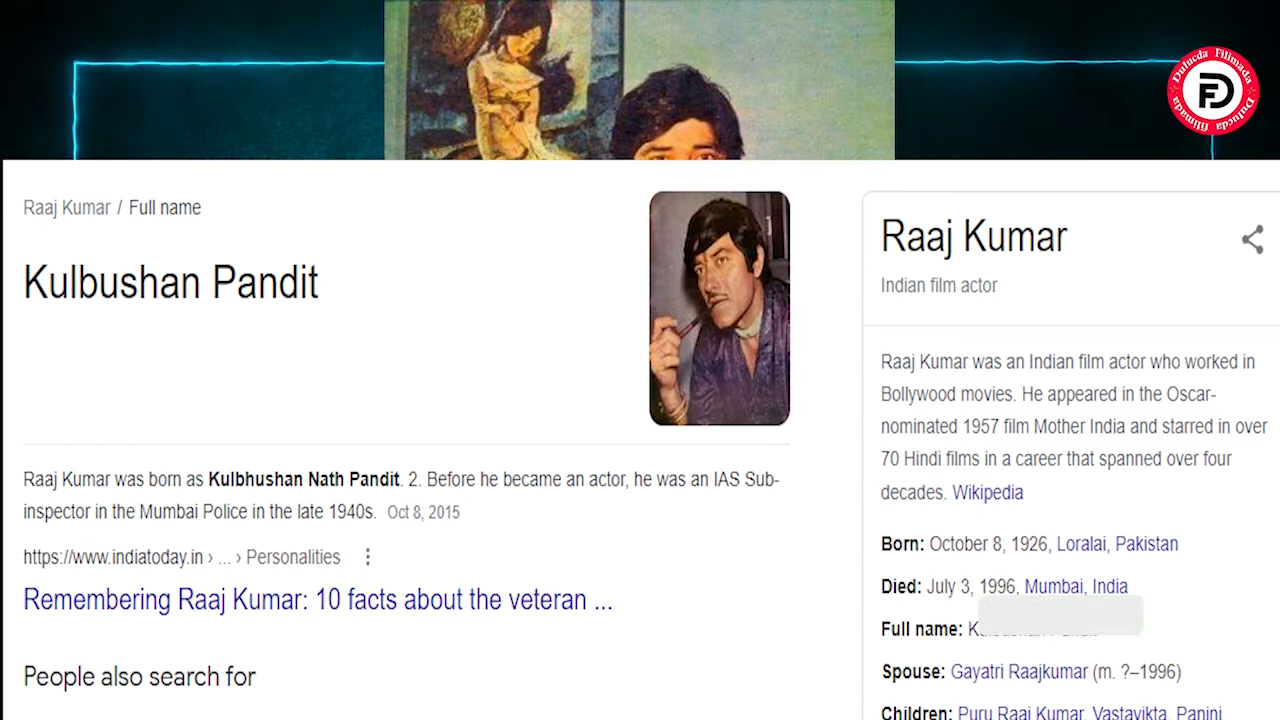 Dulucda Filimada Dulucda filimada
FD
Raaj Kumar / Full name
Kulbushan Pandit
Raaj Kumar was born as Kulbhushan Nath Pandit. 2. Before he became an actor, he was an IAS Sub-
inspector in the Mumbai Police in the late 1940s. Oct 8, 2015
https://www.indiatoday.in › ... › Personalities
Remembering Raaj Kumar: 10 facts about the veteran ...
People also search for
Raaj Kumar
Indian film actor
Raaj Kumar was an Indian film actor who worked in
Bollywood movies. He appeared in the Oscar-
nominated 1957 film Mother India and starred in over
70 Hindi films in a career that spanned over four
decades. Wikipedia
Born: October 8, 1926, Loralai, Pakistan
Died: July 3, 1996, Mumbai, India
Full name:
Spouse: Gayatri Raajkumar (m. ?–1996)
Children: Puru Raaj Kumar, Vastavikta, Panini